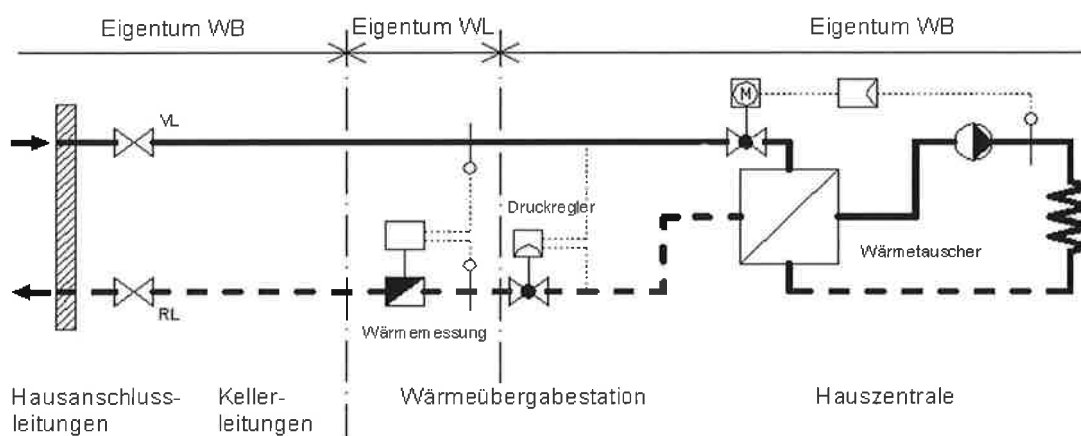 Eigentum WB
Eigentum WL
Eigentum WB
M
VL
Druckregler
Wärmetauscher
RL
Wärmemessung
Hausanschluss-
leitungen
Keller-
leitungen
Wärmeübergabestation
Hauszentrale